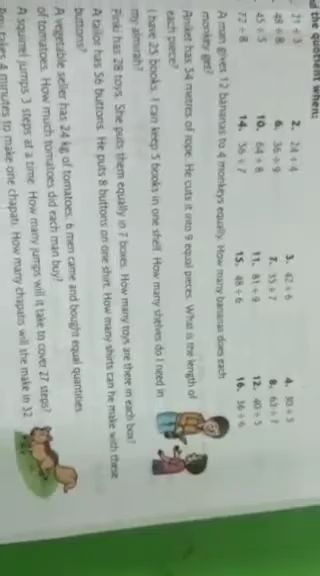 d the quotient when:
21 ÷ 3 2. 24 ÷ 4 3. 42 ÷ 6 4. 30 ÷ 5
48 ÷ 8 6. 36 ÷ 9 7. 35 ÷ 7 8. 63 ÷ 7
45 ÷ 5 10. 64 ÷ 8 11. 81 ÷ 9 12. 40 ÷ 5
72 ÷ 8 14. 56 ÷ 7 15. 48 ÷ 6 16. 36 ÷ 6
A man gives 12 bananas to 4 monkeys equally. How many bananas does each
monkey get?
Aniket has 54 metres of rope. He cuts it into 9 equal pieces. What is the length of
each piece?
I have 25 books. I can keep 5 books in one shelf. How many shelves do I need in
my almirah?
Pinki has 28 toys. She puts them equally in 7 boxes. How many toys are there in each box?
A tailor has 56 buttons. He puts 8 buttons on one shirt. How many shirts can he make with these
buttons?
A vegetable seller has 24 kg of tomatoes. 6 men came and bought equal quantities
of tomatoes. How much tomatoes did each man buy?
A squirrel jumps 3 steps at a time. How many jumps will it take to cover 27 steps?
takes 4 minutes to make one chapati. How many chapatis will she make in 32